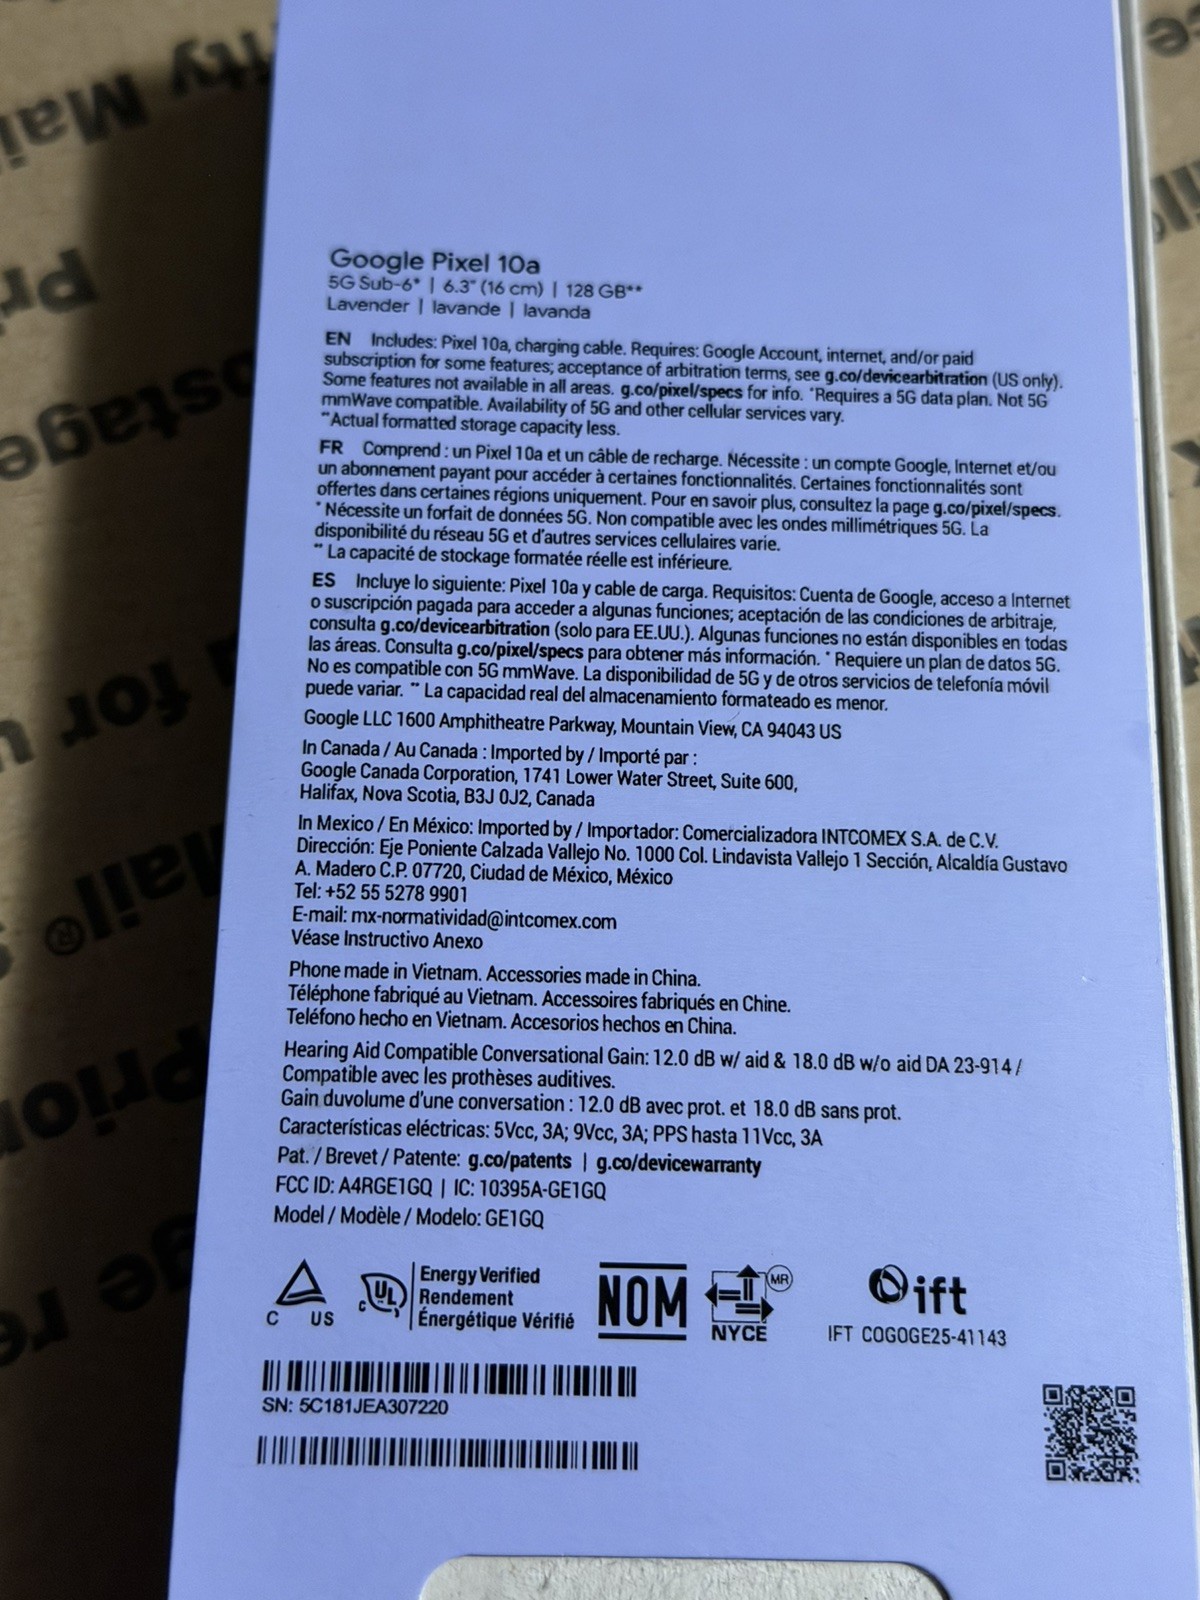 Google Pixel 10a
5G Sub-6* | 6.3" (16 cm) | 128 GB**
Lavender | lavande | lavanda
EN Includes: Pixel 10a, charging cable. Requires: Google Account, internet, and/or paid
subscription for some features; acceptance of arbitration terms, see g.co/devicearbitration (US only).
Some features not available in all areas. g.co/pixel/specs for info. *Requires a 5G data plan. Not 5G
mmWave compatible. Availability of 5G and other cellular services vary.
**Actual formatted storage capacity less.
FR Comprend : un Pixel 10a et un câble de recharge. Nécessite : un compte Google, Internet et/ou
un abonnement payant pour accéder à certaines fonctionnalités. Certaines fonctionnalités sont
offertes dans certaines régions uniquement. Pour en savoir plus, consultez la page g.co/pixel/specs.
* Nécessite un forfait de données 5G. Non compatible avec les ondes millimétriques 5G. La
disponibilité du réseau 5G et d'autres services cellulaires varie.
** La capacité de stockage formatée réelle est inférieure.
ES Incluye lo siguiente: Pixel 10a y cable de carga. Requisitos: Cuenta de Google, acceso a Internet
o suscripción pagada para acceder a algunas funciones; aceptación de las condiciones de arbitraje,
consulta g.co/devicearbitration (solo para EE.UU.). Algunas funciones no están disponibles en todas
las áreas. Consulta g.co/pixel/specs para obtener más información. * Requiere un plan de datos 5G.
No es compatible con 5G mmWave. La disponibilidad de 5G y de otros servicios de telefonía móvil
puede variar. ** La capacidad real del almacenamiento formateado es menor.
Google LLC 1600 Amphitheatre Parkway, Mountain View, CA 94043 US
In Canada / Au Canada : Imported by / Importé par :
Google Canada Corporation, 1741 Lower Water Street, Suite 600,
Halifax, Nova Scotia, B3J 0J2, Canada
In Mexico / En México: Imported by / Importador: Comercializadora INTCOMEX S.A. de C.V.
Dirección: Eje Poniente Calzada Vallejo No. 1000 Col. Lindavista Vallejo 1 Sección, Alcaldía Gustavo
A. Madero C.P. 07720, Ciudad de México, México
Tel: +52 55 5278 9901
E-mail: mx-normatividad@intcomex.com
Véase Instructivo Anexo
Phone made in Vietnam. Accessories made in China.
Téléphone fabriqué au Vietnam. Accessoires fabriqués en Chine.
Teléfono hecho en Vietnam. Accesorios hechos en China.
Hearing Aid Compatible Conversational Gain: 12.0 dB w/ aid & 18.0 dB w/o aid DA 23-914 /
Compatible avec les prothèses auditives.
Gain duvolume d'une conversation : 12.0 dB avec prot. et 18.0 dB sans prot.
Características eléctricas: 5Vcc, 3A; 9Vcc, 3A; PPS hasta 11Vcc, 3A
Pat. / Brevet / Patente: g.co/patents | g.co/devicewarranty
FCC ID: A4RGE1GQ | IC: 10395A-GE1GQ
Model / Modèle / Modelo: GE1GQ
C US
c UL
Energy Verified
Rendement
Énergétique Vérifié
NOM
MR
NYCE
ift
IFT COGOGE25-41143
SN: 5C181JEA307220
ity Mail
Pri
ostage
d for u
Mail®
Prior
age re